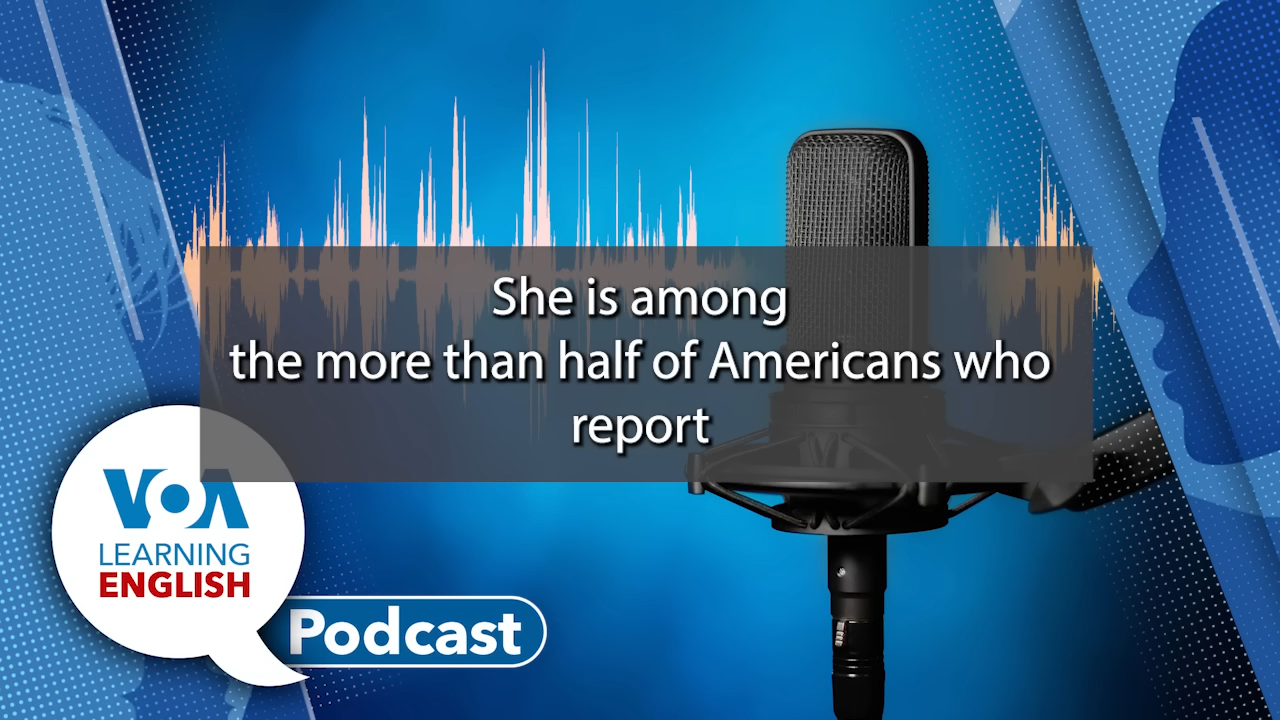 She is among
the more than half of Americans who
report
VOA
LEARNING
ENGLISH
Podcast